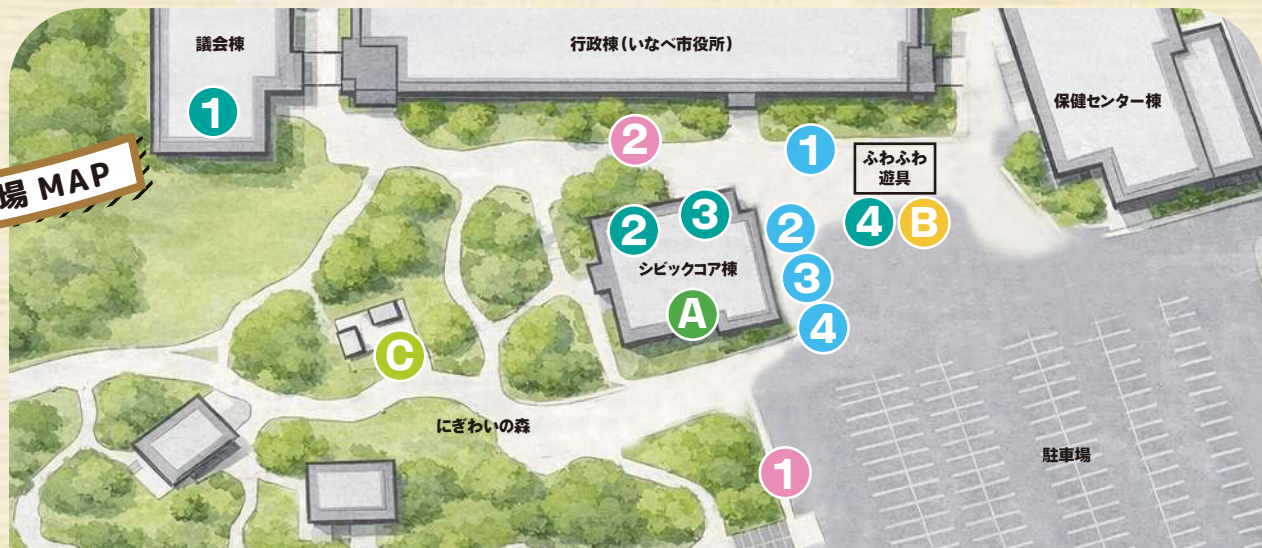 議会棟
行政棟(いなべ市役所)
保健センター棟
1
2
1
ふわふわ
遊具
場 MAP
2
3
2
4
B
シビックコア棟
3
A
4
C
にぎわいの森
1
駐車場